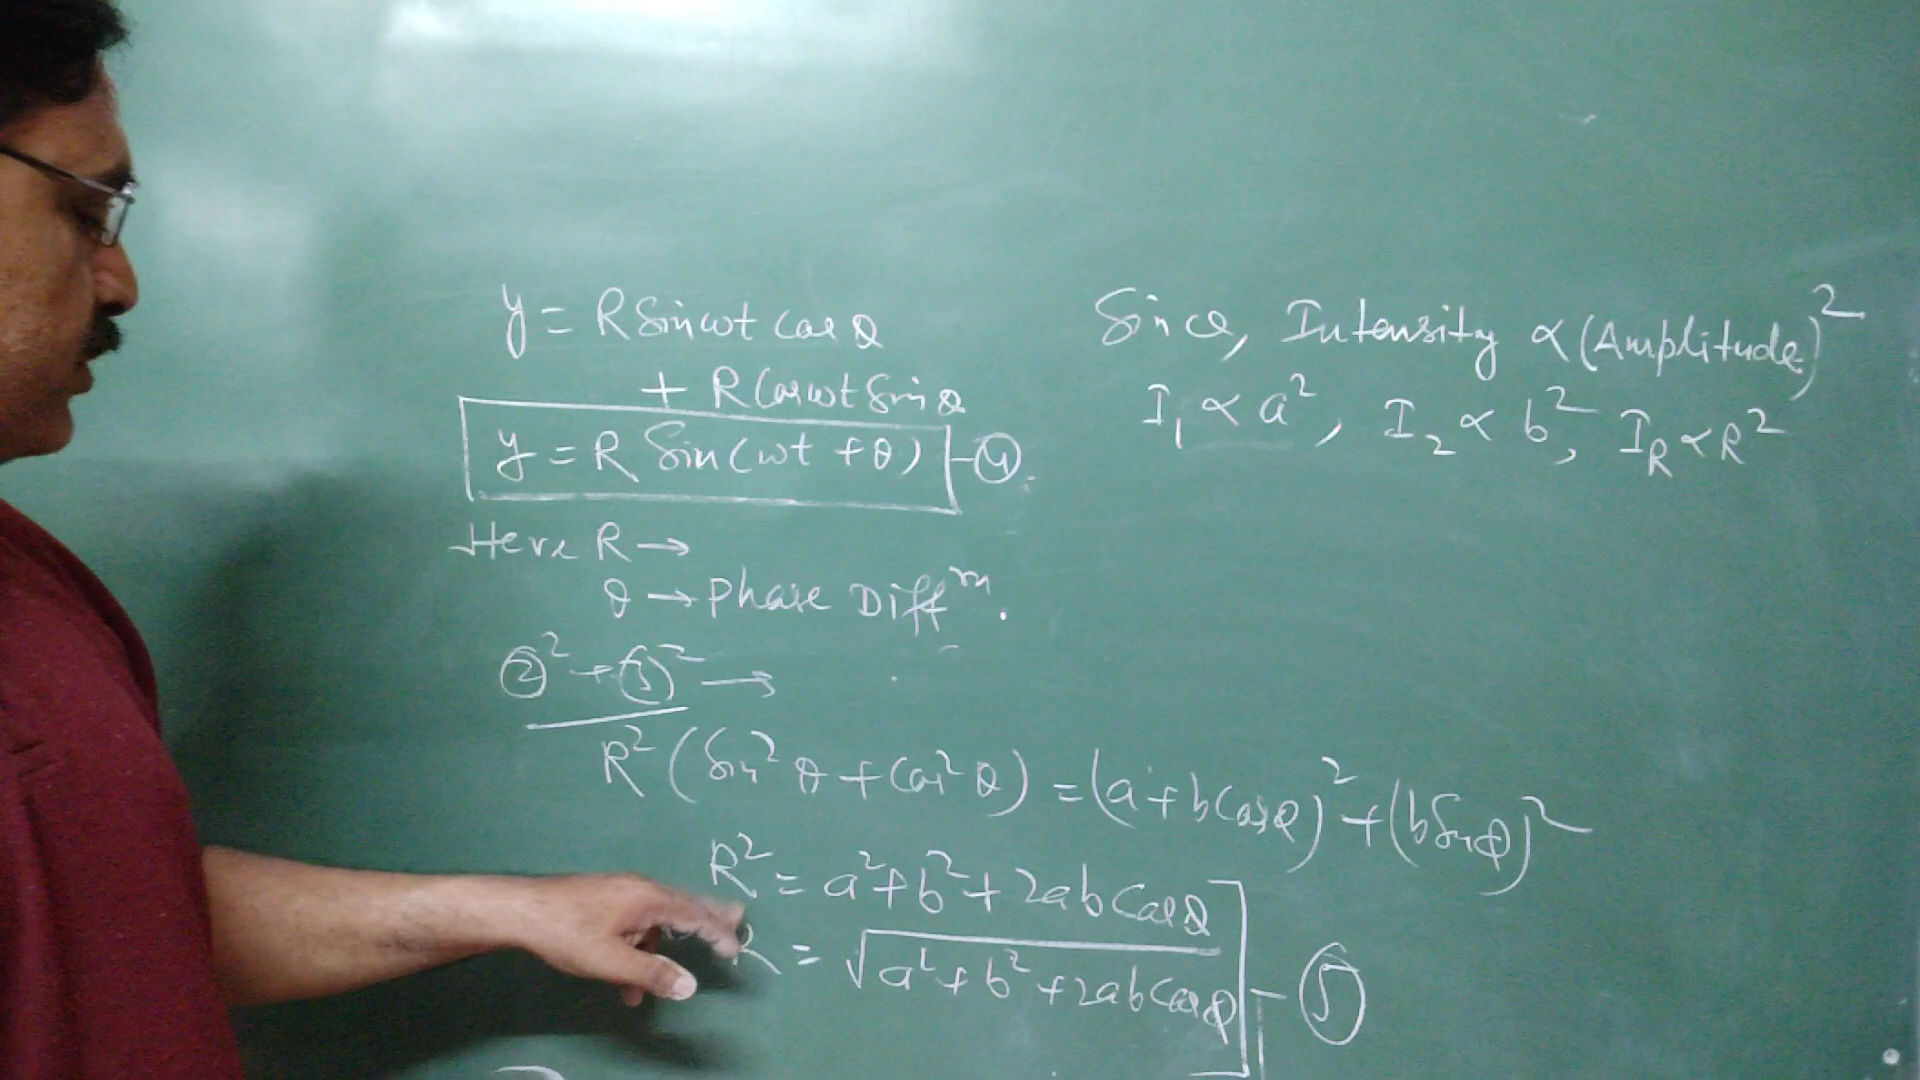 y = R Sin ωt Cos θ
+ R Cos ωt Sin θ
y = R Sin (ωt + θ) — ④
Here R →
θ → Phase Diffⁿ.
②² + ③² →
R² (Sin² θ + Cos² θ) = (a + b Cos φ)² + (b Sin φ)²
R² = a² + b² + 2ab Cos φ
R = √a² + b² + 2ab Cos φ — ⑤
Since, Intensity ∝ (Amplitude)²
I₁ ∝ a², I₂ ∝ b², I_R ∝ R²